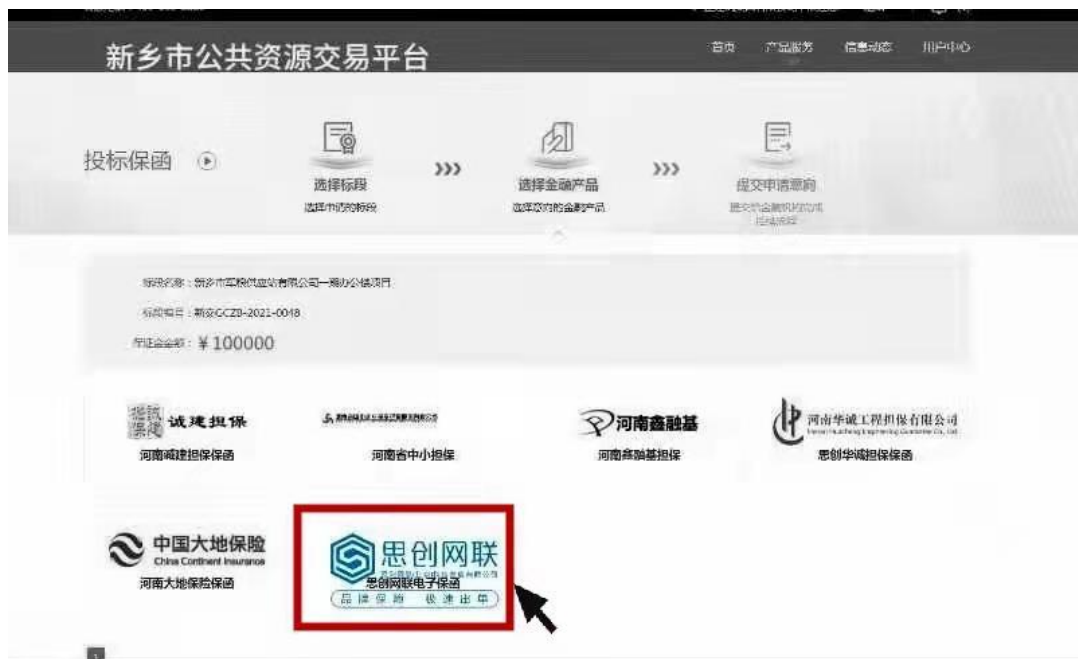 新乡市公共资源交易平台
首页 产品服务 信息动态 用户中心
投标保函
选择标段
选择金融产品
提交申请意向
选择申请的标段
选择意向的金融产品
标段名称：新乡市军粮供应站有限公司一期办公楼项目
标段编号：新交GCZB-2021-0048
保证金金额：￥100000
诚建担保
河南鑫融基
河南华诚工程担保有限公司
河南诚建担保保函
河南省中小担保
河南鑫融基担保
思创华诚担保保函
中国大地保险
China Continent Insurance
河南大地保险保函
思创网联
思创网联电子保函
品牌保障 极速出单
1